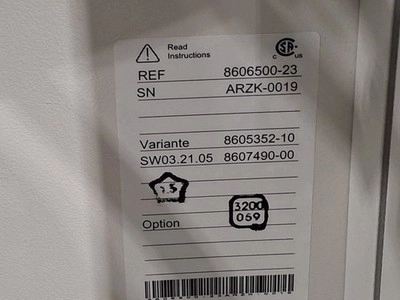 Read
Instructions
C US
REF 8606500-23
SN ARZK-0019
Variante 8605352-10
SW03.21.05 8607490-00
3200
059
Option